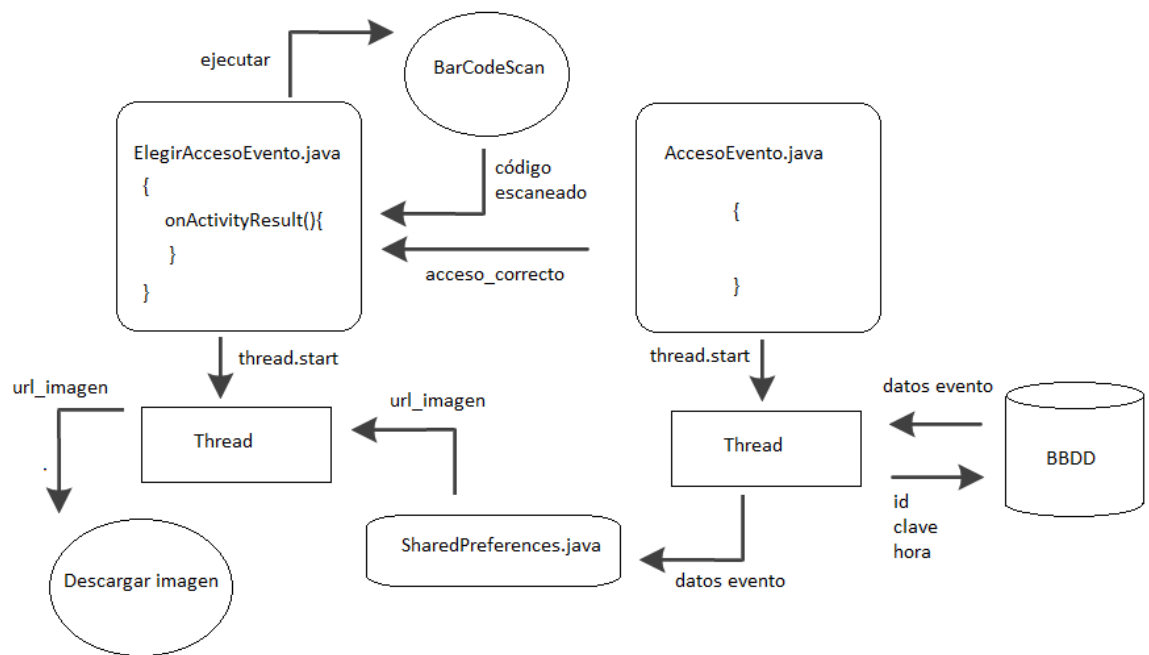 ejecutar
BarCodeScan
ElegirAccesoEvento.java
{
onActivityResult(){
}
}
código
escaneado
AccesoEvento.java
{
}
acceso_correcto
thread.start
thread.start
url_imagen
url_imagen
datos evento
Thread
Thread
BBDD
id
clave
hora
SharedPreferences.java
datos evento
Descargar imagen